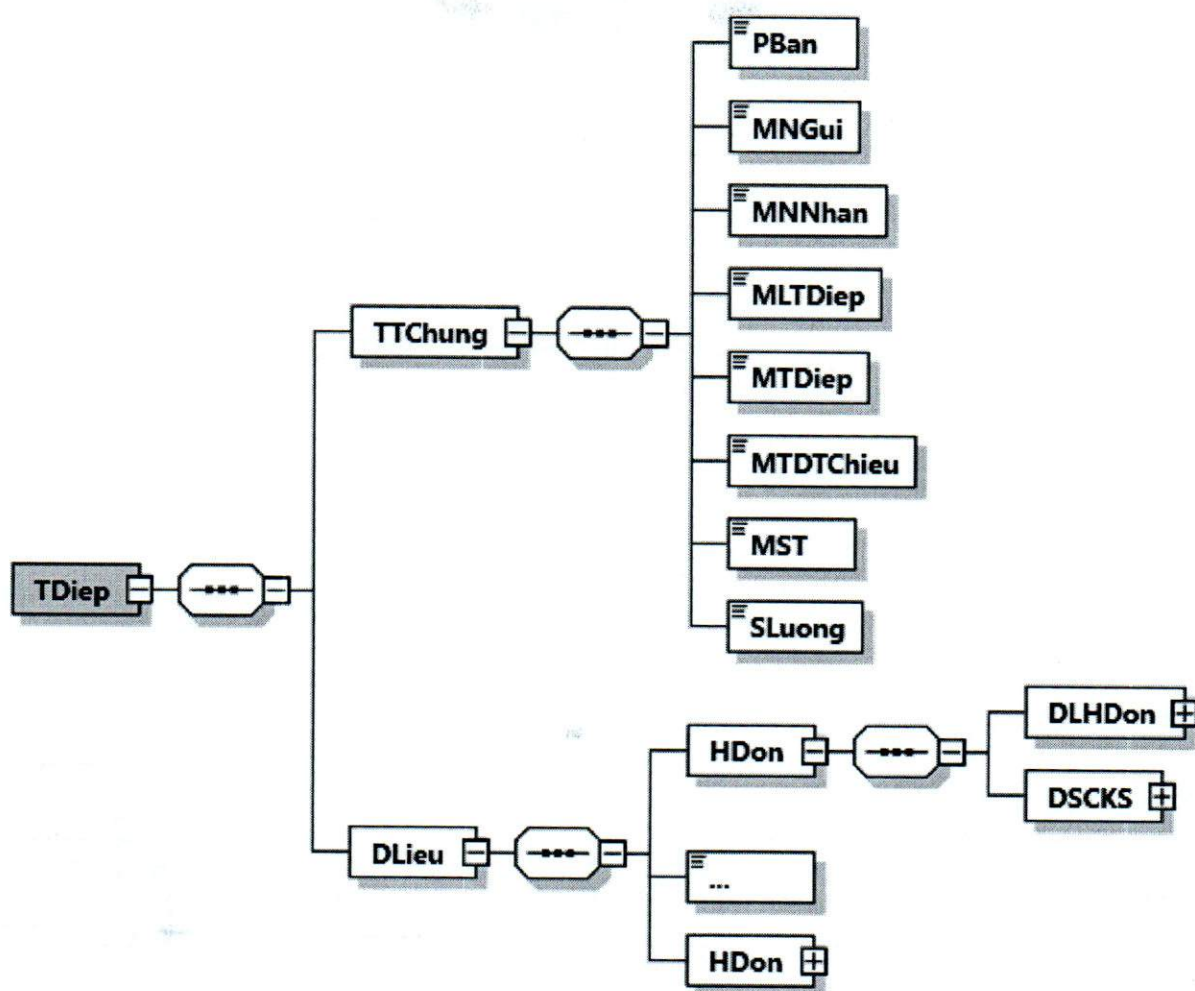 PBan
MNGui
MNNhan
MLTDiep
TTChung
MTDiep
MTDTChieu
MST
TDiep
SLuong
DLHDon
HDon
DSCKS
DLieu
...
HDon